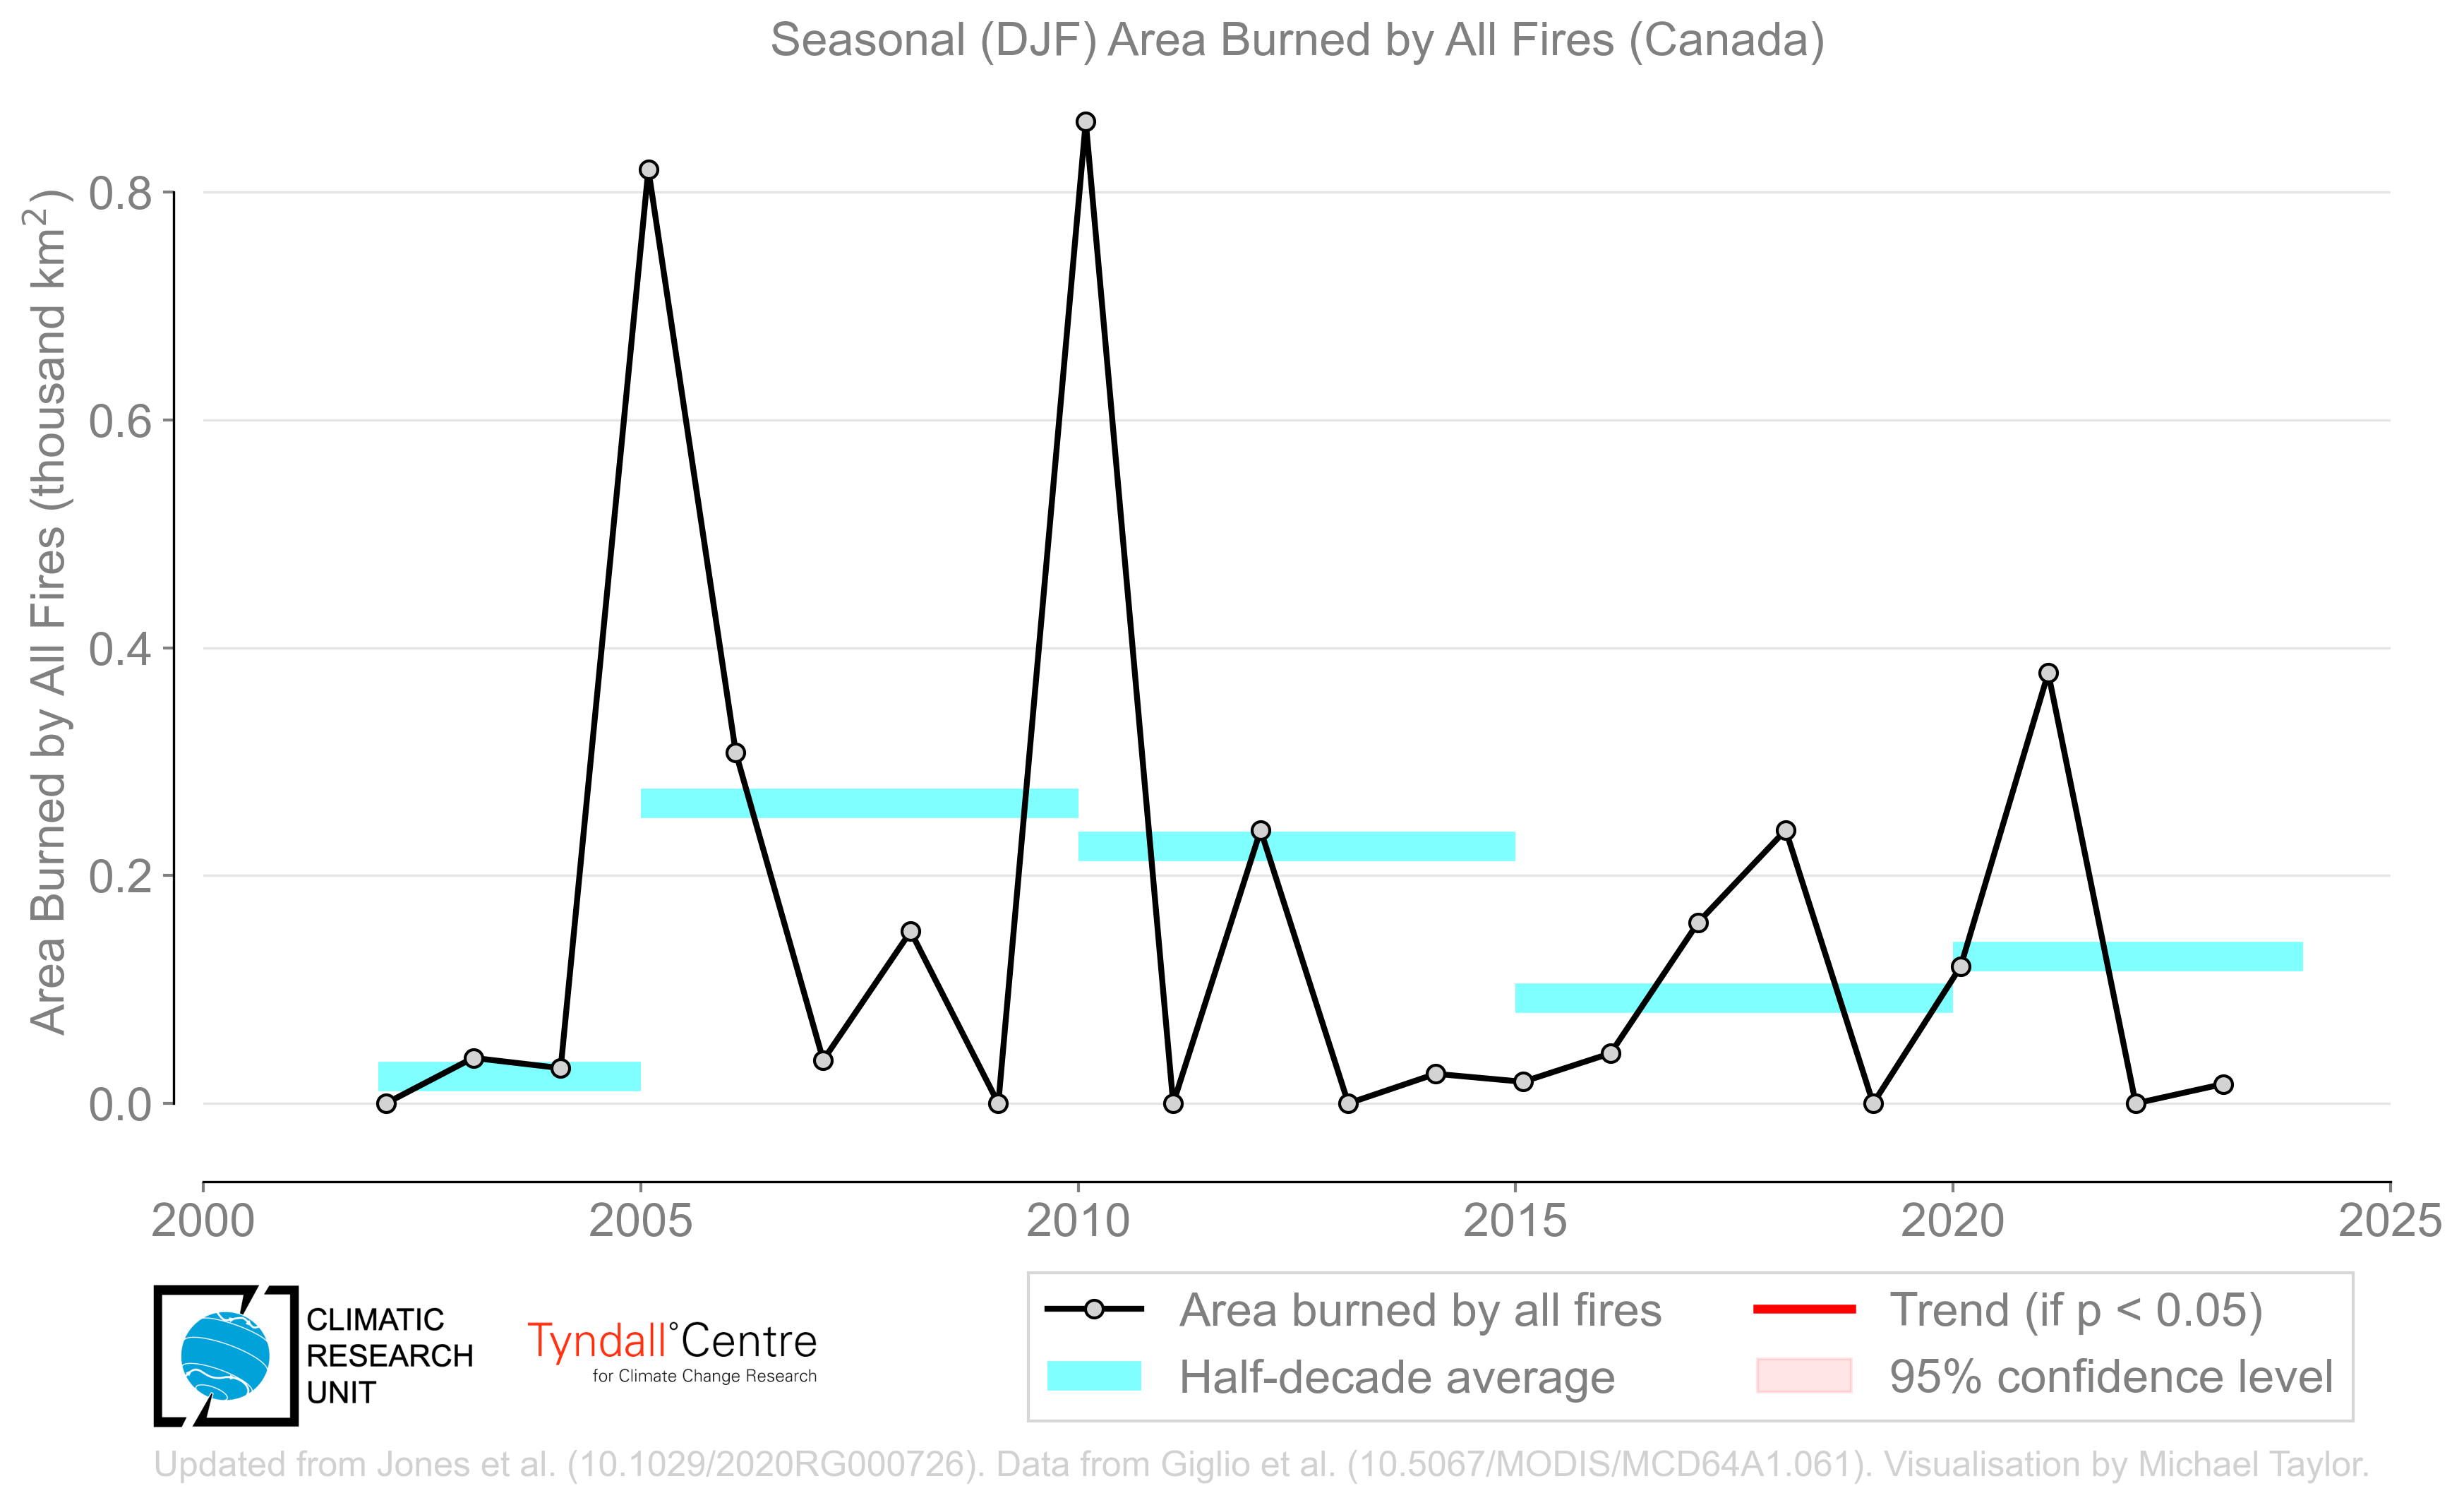 Seasonal (DJF) Area Burned by All Fires (Canada)
Area Burned by All Fires (thousand km²)
0.8
0.6
0.4
0.2
0.0
2000 2005 2010 2015 2020 2025
CLIMATIC
RESEARCH
UNIT
Tyndall°Centre
for Climate Change Research
Area burned by all fires
Half-decade average
Trend (if p < 0.05)
95% confidence level
Updated from Jones et al. (10.1029/2020RG000726). Data from Giglio et al. (10.5067/MODIS/MCD64A1.061). Visualisation by Michael Taylor.